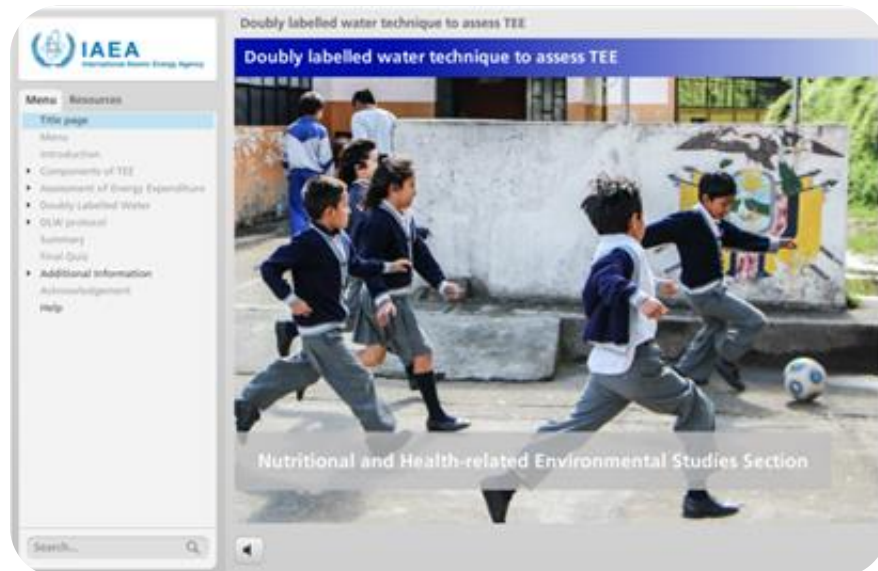 Doubly labelled water technique to assess TEE
IAEA
International Atomic Energy Agency
Doubly labelled water technique to assess TEE
Menu Resources
Title page
Menu
Introduction
Components of TEE
Assessment of Energy Expenditure
Doubly Labelled Water
DLW protocol
Summary
Final Quiz
Additional Information
Acknowledgement
Help
Nutritional and Health-related Environmental Studies Section
Search...